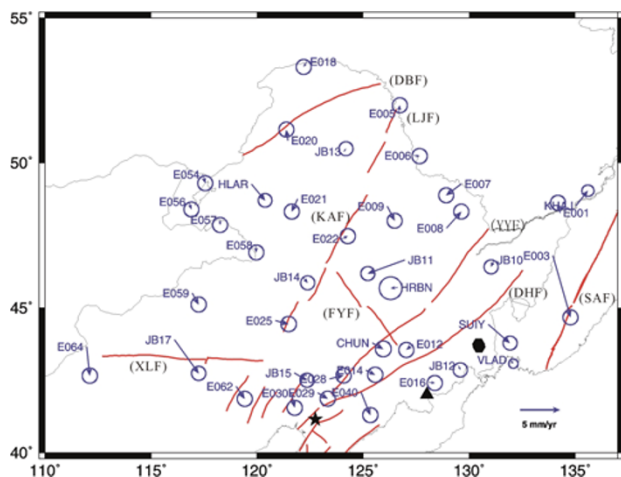 55°
50°
45°
40°
110°
115°
120°
125°
130°
135°
E018
(DBF)
E005
(LJF)
E020
JB13
E006
E054
HLAR
E007
E056
E021
E009
KHAJ
E057
(KAF)
E008
E001
E022
(YYF)
E058
E003
JB11
JB10
JB14
HRBN
E059
(DHF)
(SAF)
(FYF)
E025
SUIY
E064
JB17
CHUN
E012
(XLF)
JB15
E014
JB12
VLAD
E028
E016
E062
E030
E029
E040
5 mm/yr